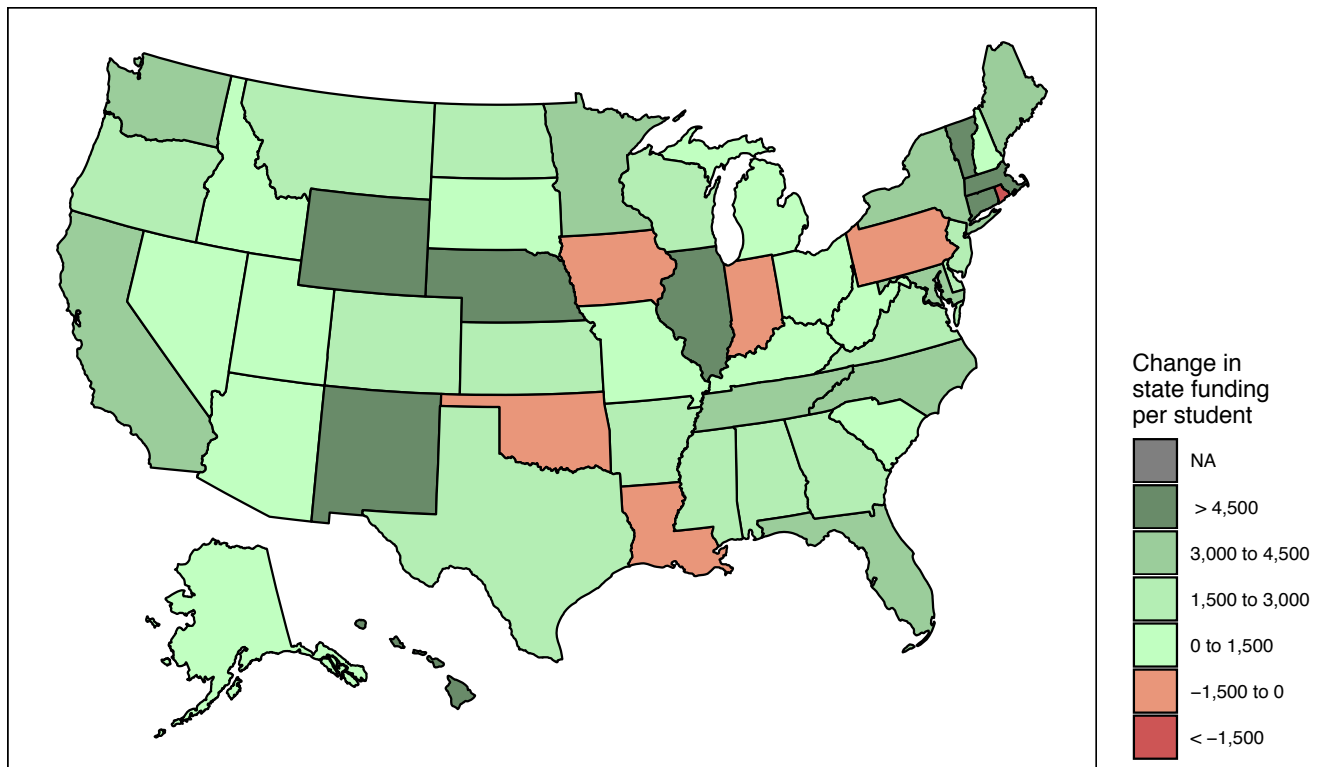 Change in
state funding
per student
NA
> 4,500
3,000 to 4,500
1,500 to 3,000
0 to 1,500
−1,500 to 0
< −1,500